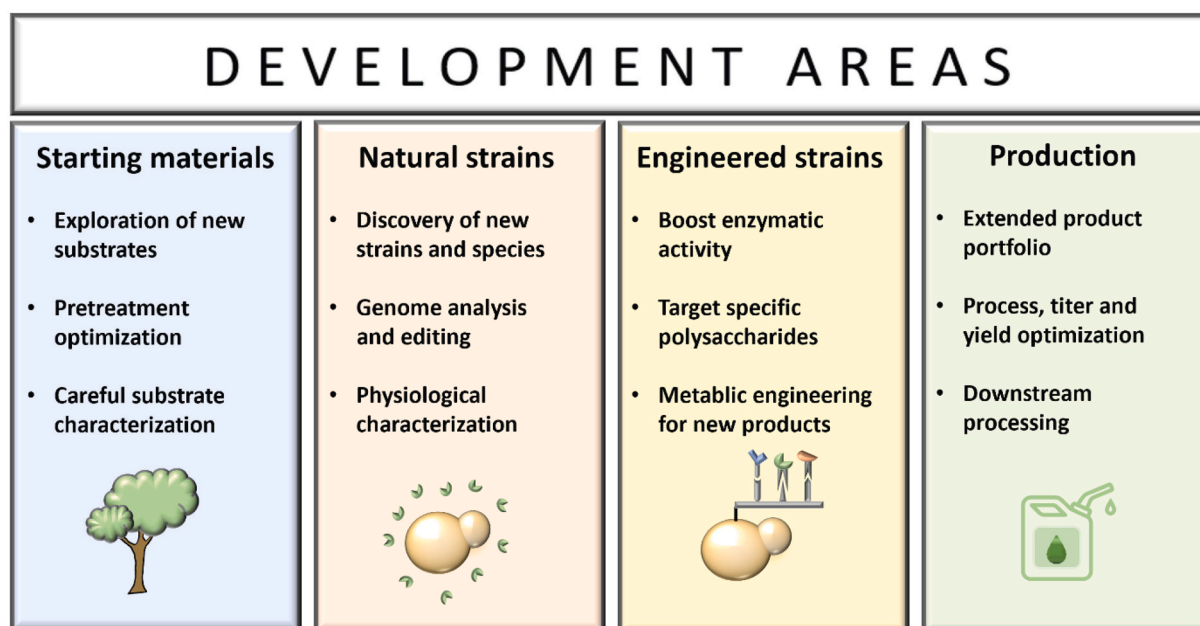 DEVELOPMENT AREAS
Starting materials
• Exploration of new
substrates
• Pretreatment
optimization
• Careful substrate
characterization
Natural strains
• Discovery of new
strains and species
• Genome analysis
and editing
• Physiological
characterization
Engineered strains
• Boost enzymatic
activity
• Target specific
polysaccharides
• Metablic engineering
for new products
Production
• Extended product
portfolio
• Process, titer and
yield optimization
• Downstream
processing